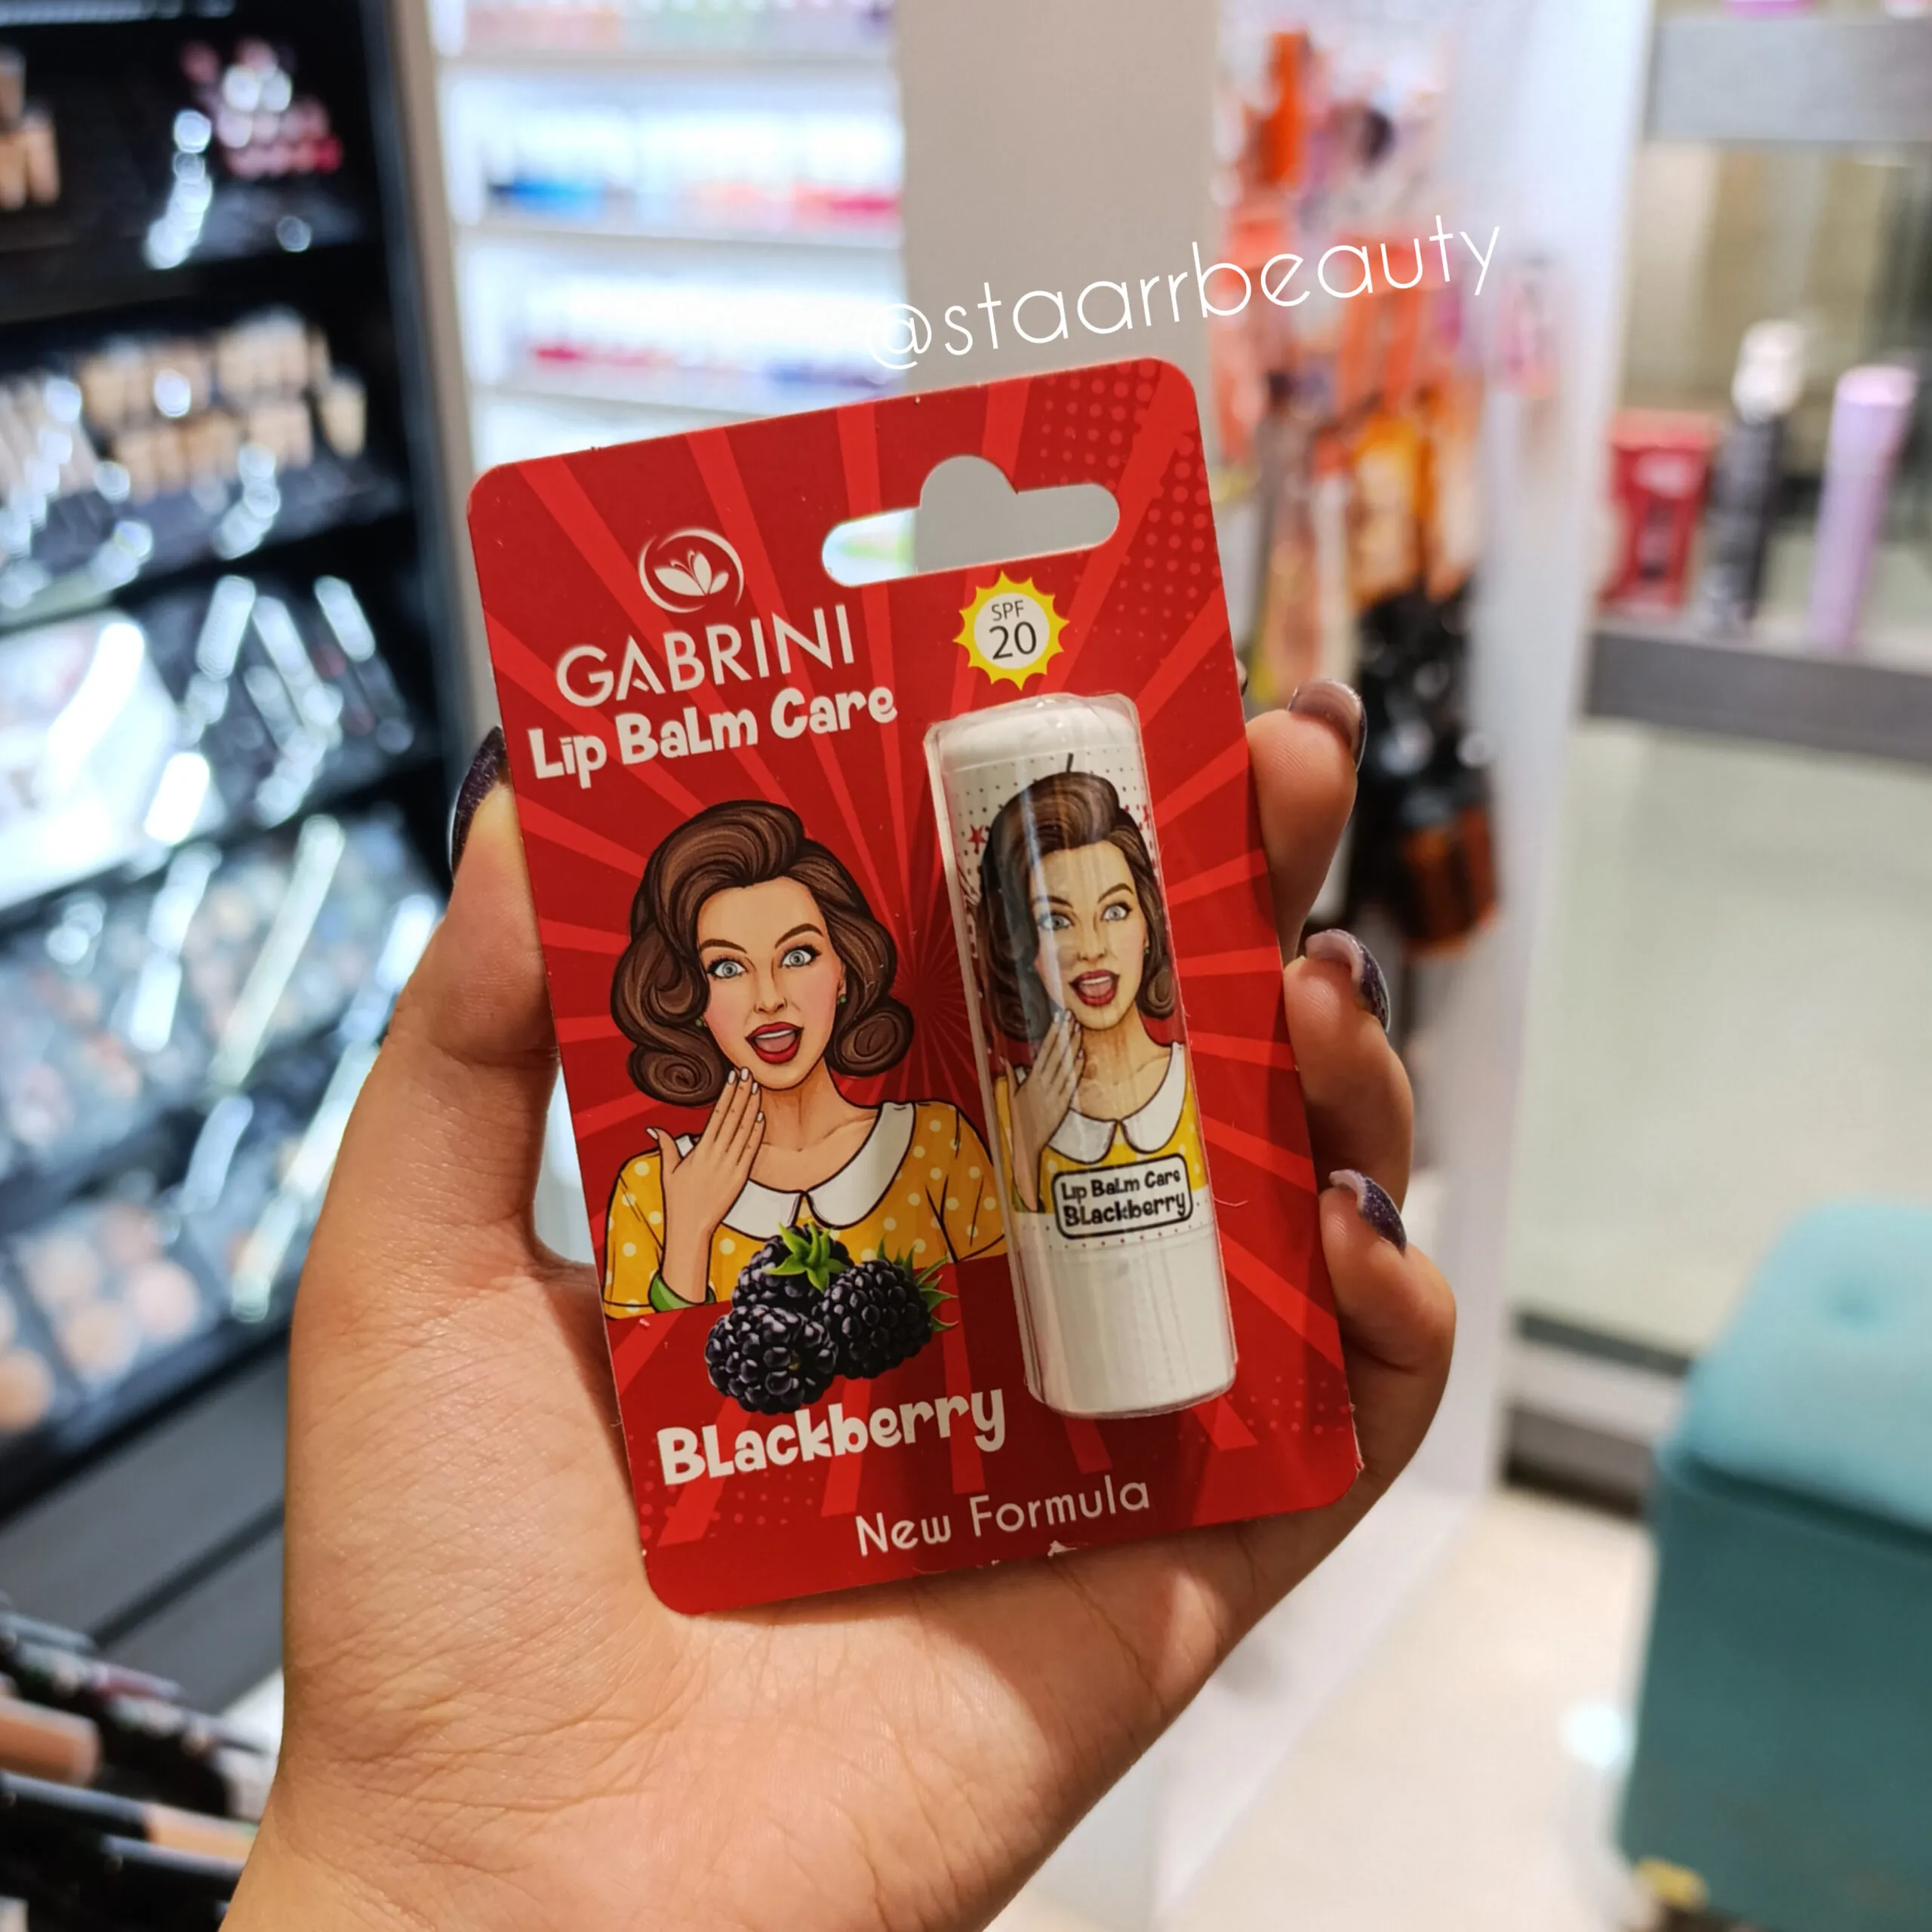 @staarrbeauty
GABRINI
Lip Balm Care
SPF
20
Lip Balm Care
Blackberry
Blackberry
New Formula